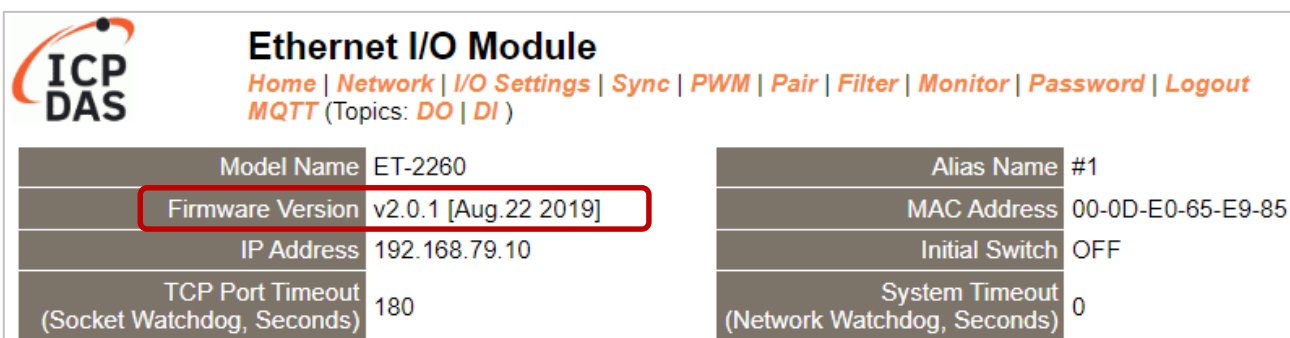 ICP
DAS
Ethernet I/O Module
Home | Network | I/O Settings | Sync | PWM | Pair | Filter | Monitor | Password | Logout
MQTT (Topics: DO | DI )
Model Name ET-2260 Alias Name #1
Firmware Version v2.0.1 [Aug.22 2019] MAC Address 00-0D-E0-65-E9-85
IP Address 192.168.79.10 Initial Switch OFF
TCP Port Timeout
(Socket Watchdog, Seconds) 180 System Timeout
(Network Watchdog, Seconds) 0